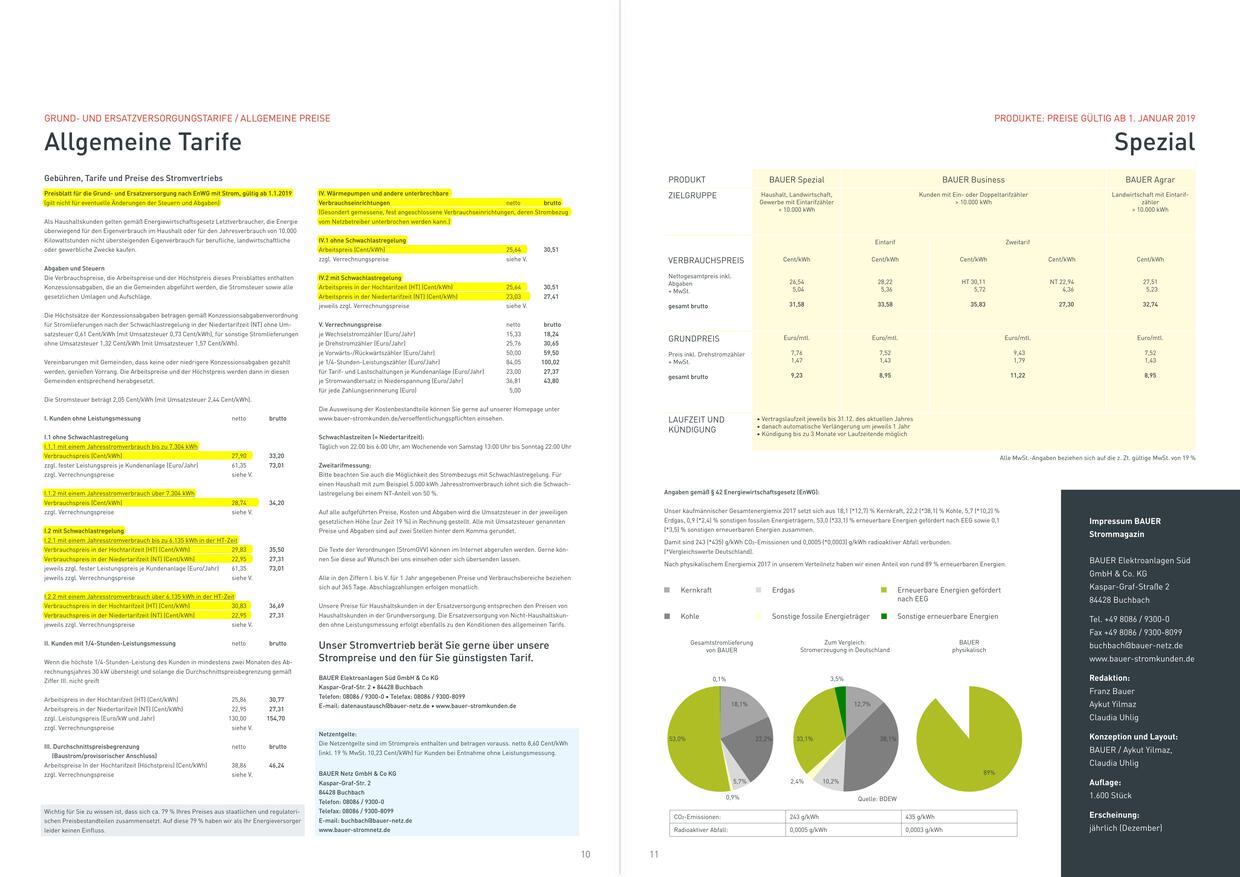 GRUND- UND ERSATZVERSORGUNGSTARIFE / ALLGEMEINE PREISE
Allgemeine Tarife
Gebühren, Tarife und Preise des Stromvertriebs
Preisblatt für die Grund- und Ersatzversorgung nach EnWG mit Strom, gültig ab 1.1.2019
(gilt nicht für eventuelle Änderungen der Steuern und Abgaben)
Als Haushaltskunden gelten gemäß Energiewirtschaftsgesetz Letztverbraucher, die Energie
überwiegend für den Eigenverbrauch im Haushalt oder für den Jahresverbrauch von 10.000
Kilowattstunden nicht übersteigenden Eigenverbrauch für berufliche, landwirtschaftliche
oder gewerbliche Zwecke kaufen.
Abgaben und Steuern
Die Verbrauchspreise, die Arbeitspreise und der Höchstpreis dieses Preisblattes enthalten
Konzessionsabgaben, die an die Gemeinden abgeführt werden, die Stromsteuer sowie alle
gesetzlichen Umlagen und Aufschläge.
Die Höchstsätze der Konzessionsabgaben betragen gemäß Konzessionsabgabenverordnung
für Stromlieferungen nach der Schwachlastregelung in der Niedertarifzeit (NT) ohne Um-
satzsteuer 0,61 Cent/kWh (mit Umsatzsteuer 0,73 Cent/kWh), für sonstige Stromlieferungen
ohne Umsatzsteuer 1,32 Cent/kWh (mit Umsatzsteuer 1,57 Cent/kWh).
Vereinbarungen mit Gemeinden, dass keine oder niedrigere Konzessionsabgaben gezahlt
werden, genießen Vorrang. Die Arbeitspreise und der Höchstpreis werden dann in diesen
Gemeinden entsprechend herabgesetzt.
Die Stromsteuer beträgt 2,05 Cent/kWh (mit Umsatzsteuer 2,44 Cent/kWh).
I. Kunden ohne Leistungsmessung netto brutto
I.1 ohne Schwachlastregelung
I.1.1 mit einem Jahresstromverbrauch bis zu 7.304 kWh
Verbrauchspreis (Cent/kWh) 27,90 33,20
zzgl. fester Leistungspreis je Kundenanlage (Euro/Jahr) 61,35 73,01
zzgl. Verrechnungspreise siehe V.
I.1.2 mit einem Jahresstromverbrauch über 7.304 kWh
Verbrauchspreis (Cent/kWh) 28,74 34,20
zzgl. Verrechnungspreise siehe V.
I.2 mit Schwachlastregelung
I.2.1 mit einem Jahresstromverbrauch bis zu 6.135 kWh in der HT-Zeit
Verbrauchspreis in der Hochtarifzeit (HT) (Cent/kWh) 29,83 35,50
Verbrauchspreis in der Niedertarifzeit (NT) (Cent/kWh) 22,95 27,31
jeweils zzgl. fester Leistungspreis je Kundenanlage (Euro/Jahr) 61,35 73,01
jeweils zzgl. Verrechnungspreise siehe V.
I.2.2 mit einem Jahresstromverbrauch über 6.135 kWh in der HT-Zeit
Verbrauchspreis in der Hochtarifzeit (HT) (Cent/kWh) 30,83 36,69
Verbrauchspreis in der Niedertarifzeit (NT) (Cent/kWh) 22,95 27,31
jeweils zzgl. Verrechnungspreise siehe V.
II. Kunden mit 1/4-Stunden-Leistungsmessung netto brutto
Wenn die höchste 1/4-Stunden-Leistung des Kunden in mindestens zwei Monaten des Ab-
rechnungsjahres 30 kW übersteigt und solange die Durchschnittspreisbegrenzung gemäß
Ziffer III. nicht greift
Arbeitspreis in der Hochtarifzeit (HT) (Cent/kWh) 25,86 30,77
Arbeitspreis in der Niedertarifzeit (NT) (Cent/kWh) 22,95 27,31
zzgl. Leistungspreis (Euro/kW und Jahr) 130,00 154,70
zzgl. Verrechnungspreise siehe V.
III. Durchschnittspreisbegrenzung netto brutto
(Baustrom/provisorischer Anschluss)
Arbeitspreise In der Hochtarifzeit (Höchstpreis) (Cent/kWh) 38,86 46,24
zzgl. Verrechnungspreise siehe V.
Wichtig für Sie zu wissen ist, dass sich ca. 79 % Ihres Preises aus staatlichen und regulatori-
schen Preisbestandteilen zusammensetzt. Auf diese 79 % haben wir als Ihr Energieversorger
leider keinen Einfluss.
IV. Wärmepumpen und andere unterbrechbare
Verbrauchseinrichtungen netto brutto
(Gesondert gemessene, fest angeschlossene Verbrauchseinrichtungen, deren Strombezug
vom Netzbetreiber unterbrochen werden kann.)
IV.1 ohne Schwachlastregelung
Arbeitspreis (Cent/kWh) 25,64 30,51
zzgl. Verrechnungspreise siehe V.
IV.2 mit Schwachlastregelung
Arbeitspreis in der Hochtarifzeit (HT) (Cent/kWh) 25,64 30,51
Arbeitspreis in der Niedertarifzeit (NT) (Cent/kWh) 23,03 27,41
jeweils zzgl. Verrechnungspreise siehe V.
V. Verrechnungspreise netto brutto
je Wechselstromzähler (Euro/Jahr) 15,33 18,24
je Drehstromzähler (Euro/Jahr) 25,76 30,65
je Vorwärts-/Rückwärtszähler (Euro/Jahr) 50,00 59,50
je 1/4-Stunden-Leistungszähler (Euro/Jahr) 84,05 100,02
für Tarif- und Lastschaltungen je Kundenanlage (Euro/Jahr) 23,00 27,37
je Stromwandlersatz in Niederspannung (Euro/Jahr) 36,81 43,80
für jede Zahlungserinnerung (Euro) 5,00
Die Ausweisung der Kostenbestandteile können Sie gerne auf unserer Homepage unter
www.bauer-stromkunden.de/veroeffentlichungspflichten einsehen.
Schwachlastzeiten (= Niedertarifzeit):
Täglich von 22:00 bis 6:00 Uhr, am Wochenende von Samstag 13:00 Uhr bis Sonntag 22:00 Uhr
Zweitarifmessung:
Bitte beachten Sie auch die Möglichkeit des Strombezugs mit Schwachlastregelung. Für
einen Haushalt mit zum Beispiel 5.000 kWh Jahresverbrauch lohnt sich die Schwach-
lastregelung bei einem NT-Anteil von 50 %.
Auf alle aufgeführten Preise, Kosten und Abgaben wird die Umsatzsteuer in der jeweiligen
gesetzlichen Höhe (zur Zeit 19 %) in Rechnung gestellt. Alle mit Umsatzsteuer genannten
Preise und Abgaben sind auf zwei Stellen hinter dem Komma gerundet.
Die Texte der Verordnungen (StromGVV) können im Internet abgerufen werden. Gerne kön-
nen Sie diese auf Wunsch bei uns einsehen oder sich übersenden lassen.
Alle in den Ziffern I. bis V. für 1 Jahr angegebenen Preise und Verbrauchsbereiche beziehen
sich auf 365 Tage. Abschlagzahlungen erfolgen monatlich.
Unsere Preise für Haushaltskunden in der Ersatzversorgung entsprechen den Preisen von
Haushaltskunden in der Grundversorgung. Die Ersatzversorgung von Nicht-Haushaltskun-
den ohne Leistungsmessung erfolgt ebenfalls zu den Konditionen des allgemeinen Tarifs.
Unser Stromvertrieb berät Sie gerne über unsere
Strompreise und den für Sie günstigsten Tarif.
BAUER Elektroanlagen Süd GmbH & Co KG
Kaspar-Graf-Str. 2 • 84428 Buchbach
Telefon: 08086 / 9300-0 • Telefax: 08086 / 9300-8099
E-mail: datenaustausch@bauer-netz.de • www.bauer-stromkunden.de
Netzentgelte:
Die Netzentgelte sind im Strompreis enthalten und betragen vorauss. netto 8,60 Cent/kWh
(inkl. 19 % MwSt. 10,23 Cent/kWh) für Kunden bei Entnahme ohne Leistungsmessung.
BAUER Netz GmbH & Co KG
Kaspar-Graf-Str. 2
84428 Buchbach
Telefon: 08086 / 9300-0
Telefax: 08086 / 9300-8099
E-mail: buchbach@bauer-netz.de
www.bauer-stromnetz.de
10
PRODUKTE: PREISE GÜLTIG AB 1. JANUAR 2019
Spezial
PRODUKT BAUER Spezial BAUER Business BAUER Agrar
ZIELGRUPPE Haushalt, Landwirtschaft, Kunden mit Ein- oder Doppeltarifzähler Landwirtschaft mit Eintarif-
Gewerbe mit Eintarifzähler > 10.000 kWh zähler
> 10.000 kWh > 10.000 kWh
Eintarif Zweitarif
VERBRAUCHSPREIS Cent/kWh Cent/kWh Cent/kWh Cent/kWh Cent/kWh
Nettogesamtpreis inkl.
Abgaben 26,54 28,22 HT 30,11 NT 22,94 27,51
+ MwSt. 5,04 5,36 5,72 4,36 5,23
gesamt brutto 31,58 33,58 35,83 27,30 32,74
GRUNDPREIS Euro/mtl. Euro/mtl. Euro/mtl. Euro/mtl.
Preis inkl. Drehstromzähler 7,76 7,52 9,43 7,52
+ MwSt. 1,47 1,43 1,79 1,43
gesamt brutto 9,23 8,95 11,22 8,95
LAUFZEIT UND
KÜNDIGUNG
• Vertragslaufzeit jeweils bis 31.12. des aktuellen Jahres
• danach automatische Verlängerung um jeweils 1 Jahr
• Kündigung bis zu 3 Monate vor Laufzeitende möglich
Alle MwSt.-Angaben beziehen sich auf die z. Zt. gültige MwSt. von 19 %
Angaben gemäß § 42 Energiewirtschaftsgesetz (EnWG):
Unser kaufmännischer Gesamtenergiemix 2017 setzt sich aus 18,1 (*12,7) % Kernkraft, 22,2 (*38,1) % Kohle, 5,7 (*10,2) %
Erdgas, 0,9 (*2,4) % sonstigen fossilen Energieträgern, 53,0 (*33,1) % erneuerbare Energien gefördert nach EEG sowie 0,1
(*3,5) % sonstigen erneuerbaren Energien zusammen.
Damit sind 243 (*435) g/kWh CO₂-Emissionen und 0,0005 (*0,0003) g/kWh radioaktiver Abfall verbunden.
(*Vergleichswerte Deutschland).
Nach physikalischem Energiemix 2017 in unserem Verteilnetz haben wir einen Anteil von rund 89 % erneuerbaren Energien.
Kernkraft Erdgas Erneuerbare Energien gefördert
nach EEG
Kohle Sonstige fossile Energieträger Sonstige erneuerbare Energien
Gesamtstromlieferung
von BAUER
Zum Vergleich:
Stromerzeugung in Deutschland
BAUER
physikalisch
0,1%
18,1%
22,2%
5,7%
0,9%
53,0%
3,5%
12,7%
38,1%
10,2%
2,4%
33,1%
89%
Quelle: BDEW
CO₂-Emissionen: 243 g/kWh 435 g/kWh
Radioaktiver Abfall: 0,0005 g/kWh 0,0003 g/kWh
Impressum BAUER
Strommagazin
BAUER Elektroanlagen Süd
GmbH & Co. KG
Kaspar-Graf-Straße 2
84428 Buchbach
Tel. +49 8086 / 9300-0
Fax +49 8086 / 9300-8099
buchbach@bauer-netz.de
www.bauer-stromkunden.de
Redaktion:
Franz Bauer
Aykut Yilmaz
Claudia Uhlig
Konzeption und Layout:
BAUER / Aykut Yilmaz,
Claudia Uhlig
Auflage:
1.600 Stück
Erscheinung:
jährlich (Dezember)
11